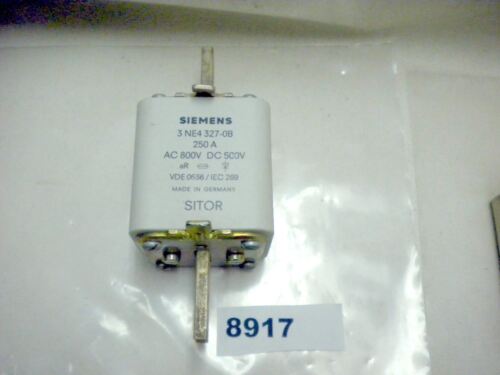 SIEMENS
3 NE4 327-0B
250 A
AC 800V DC 500V
aR
VDE 0636 / IEC 269
MADE IN GERMANY
SITOR
8917